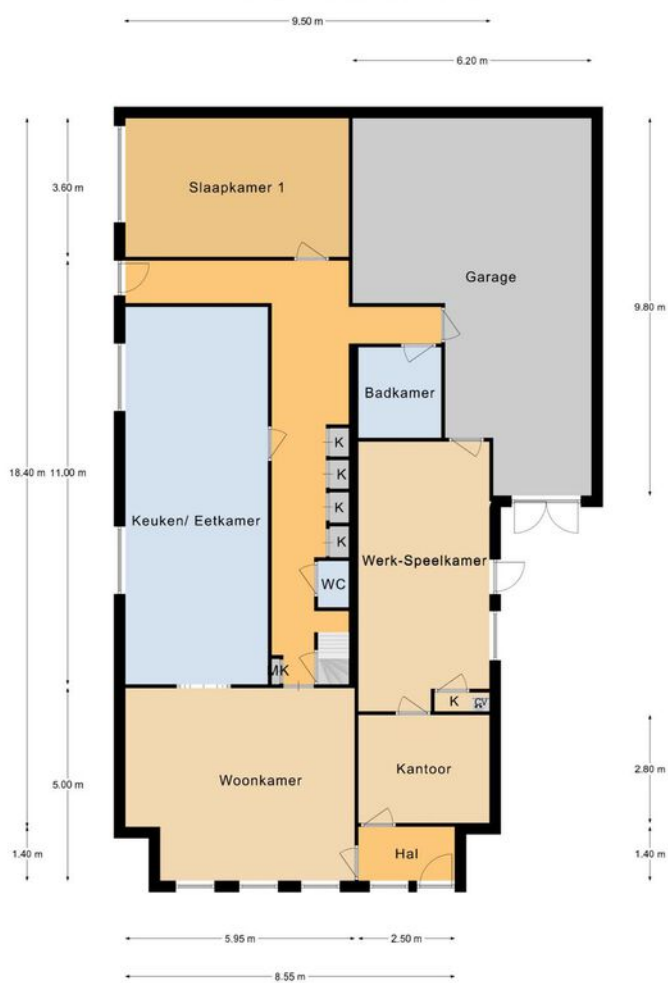 9.50 m
6.20 m
3.60 m
Slaapkamer 1
Garage
9.80 m
Badkamer
K
K
K
K
18.40 m
11.00 m
Keuken/ Eetkamer
Werk-Speelkamer
WC
MK
K
CV
Woonkamer
Kantoor
5.00 m
2.80 m
1.40 m
Hal
1.40 m
5.95 m
2.50 m
8.55 m